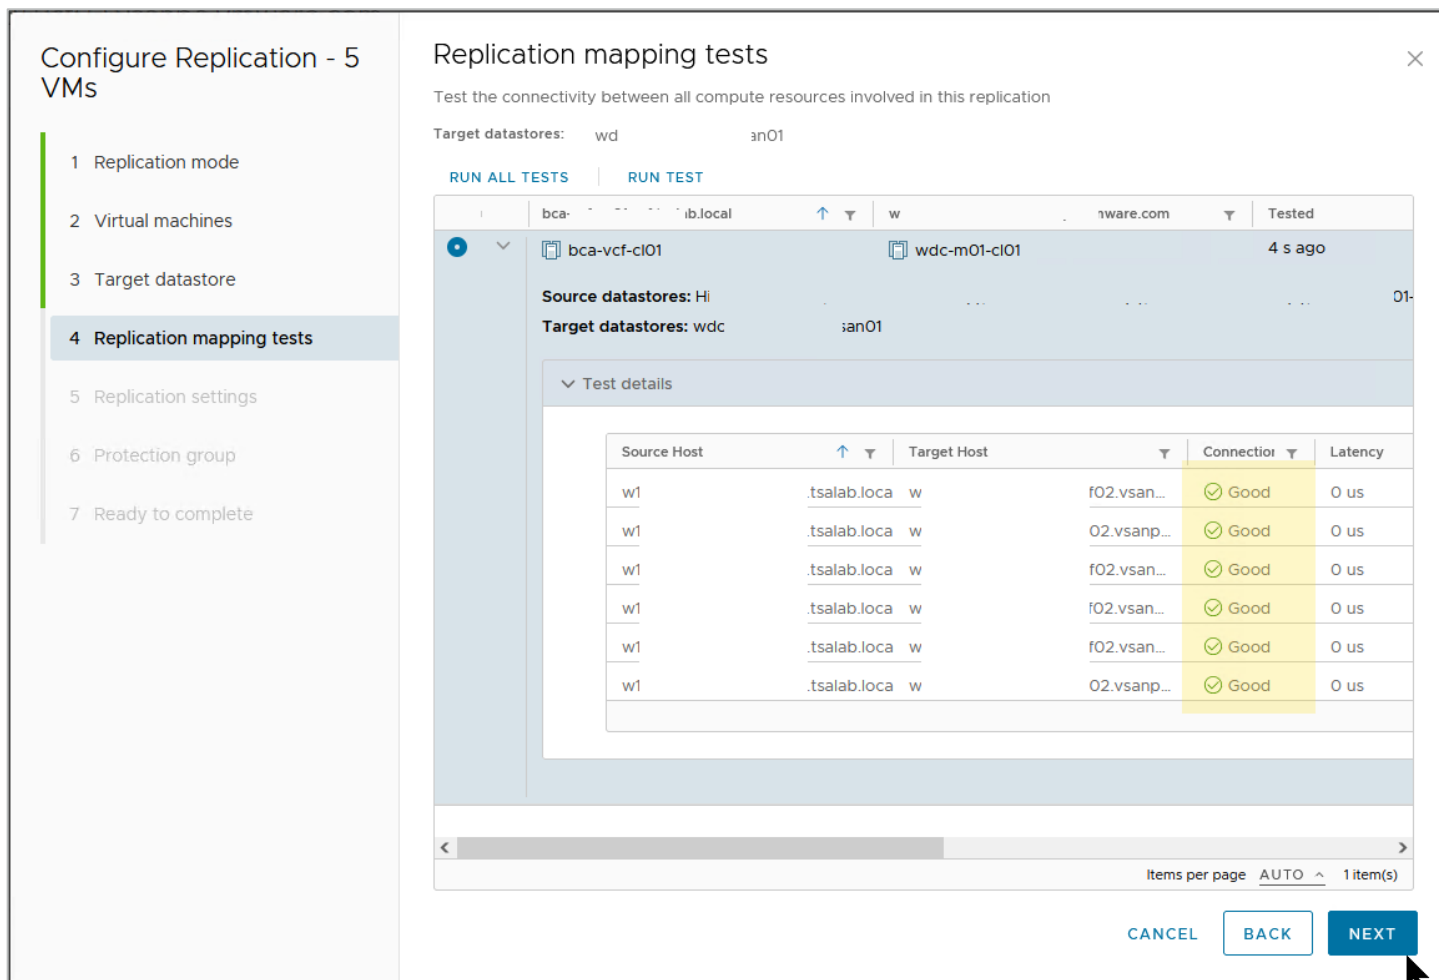 Configure Replication - 5
VMs
1 Replication mode
2 Virtual machines
3 Target datastore
4 Replication mapping tests
5 Replication settings
6 Protection group
7 Ready to complete
Replication mapping tests
Test the connectivity between all compute resources involved in this replication
Target datastores: wd an01
RUN ALL TESTS RUN TEST
bca- b.local w ware.com Tested
bca-vcf-cl01 wdc-m01-cl01 4 s ago
Source datastores: Hi 01-
Target datastores: wdc san01
Test details
Source Host Target Host Connection Latency
w1 .tsalab.loca w f02.vsan... Good 0 us
w1 .tsalab.loca w 02.vsanp... Good 0 us
w1 .tsalab.loca w f02.vsan... Good 0 us
w1 .tsalab.loca w f02.vsan... Good 0 us
w1 .tsalab.loca w f02.vsan... Good 0 us
w1 .tsalab.loca w 02.vsanp... Good 0 us
Items per page AUTO 1 item(s)
CANCEL BACK NEXT